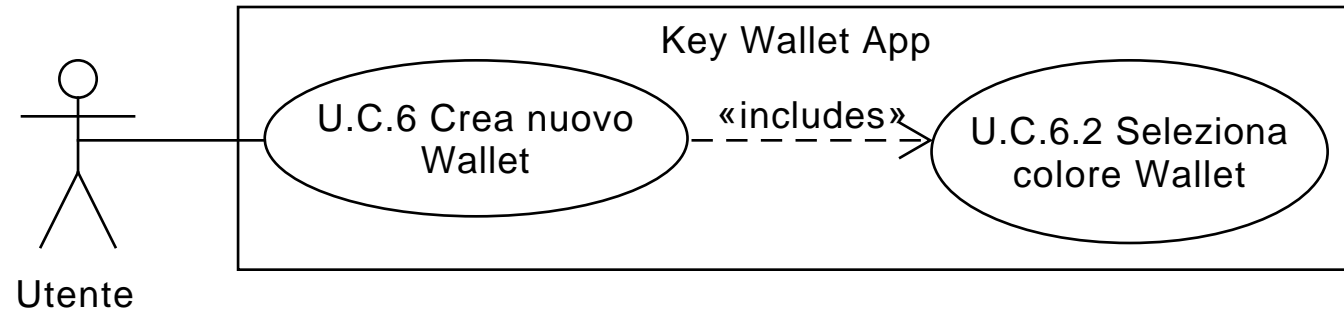 Key Wallet App
U.C.6 Crea nuovo
Wallet
«includes»
U.C.6.2 Seleziona
colore Wallet
Utente